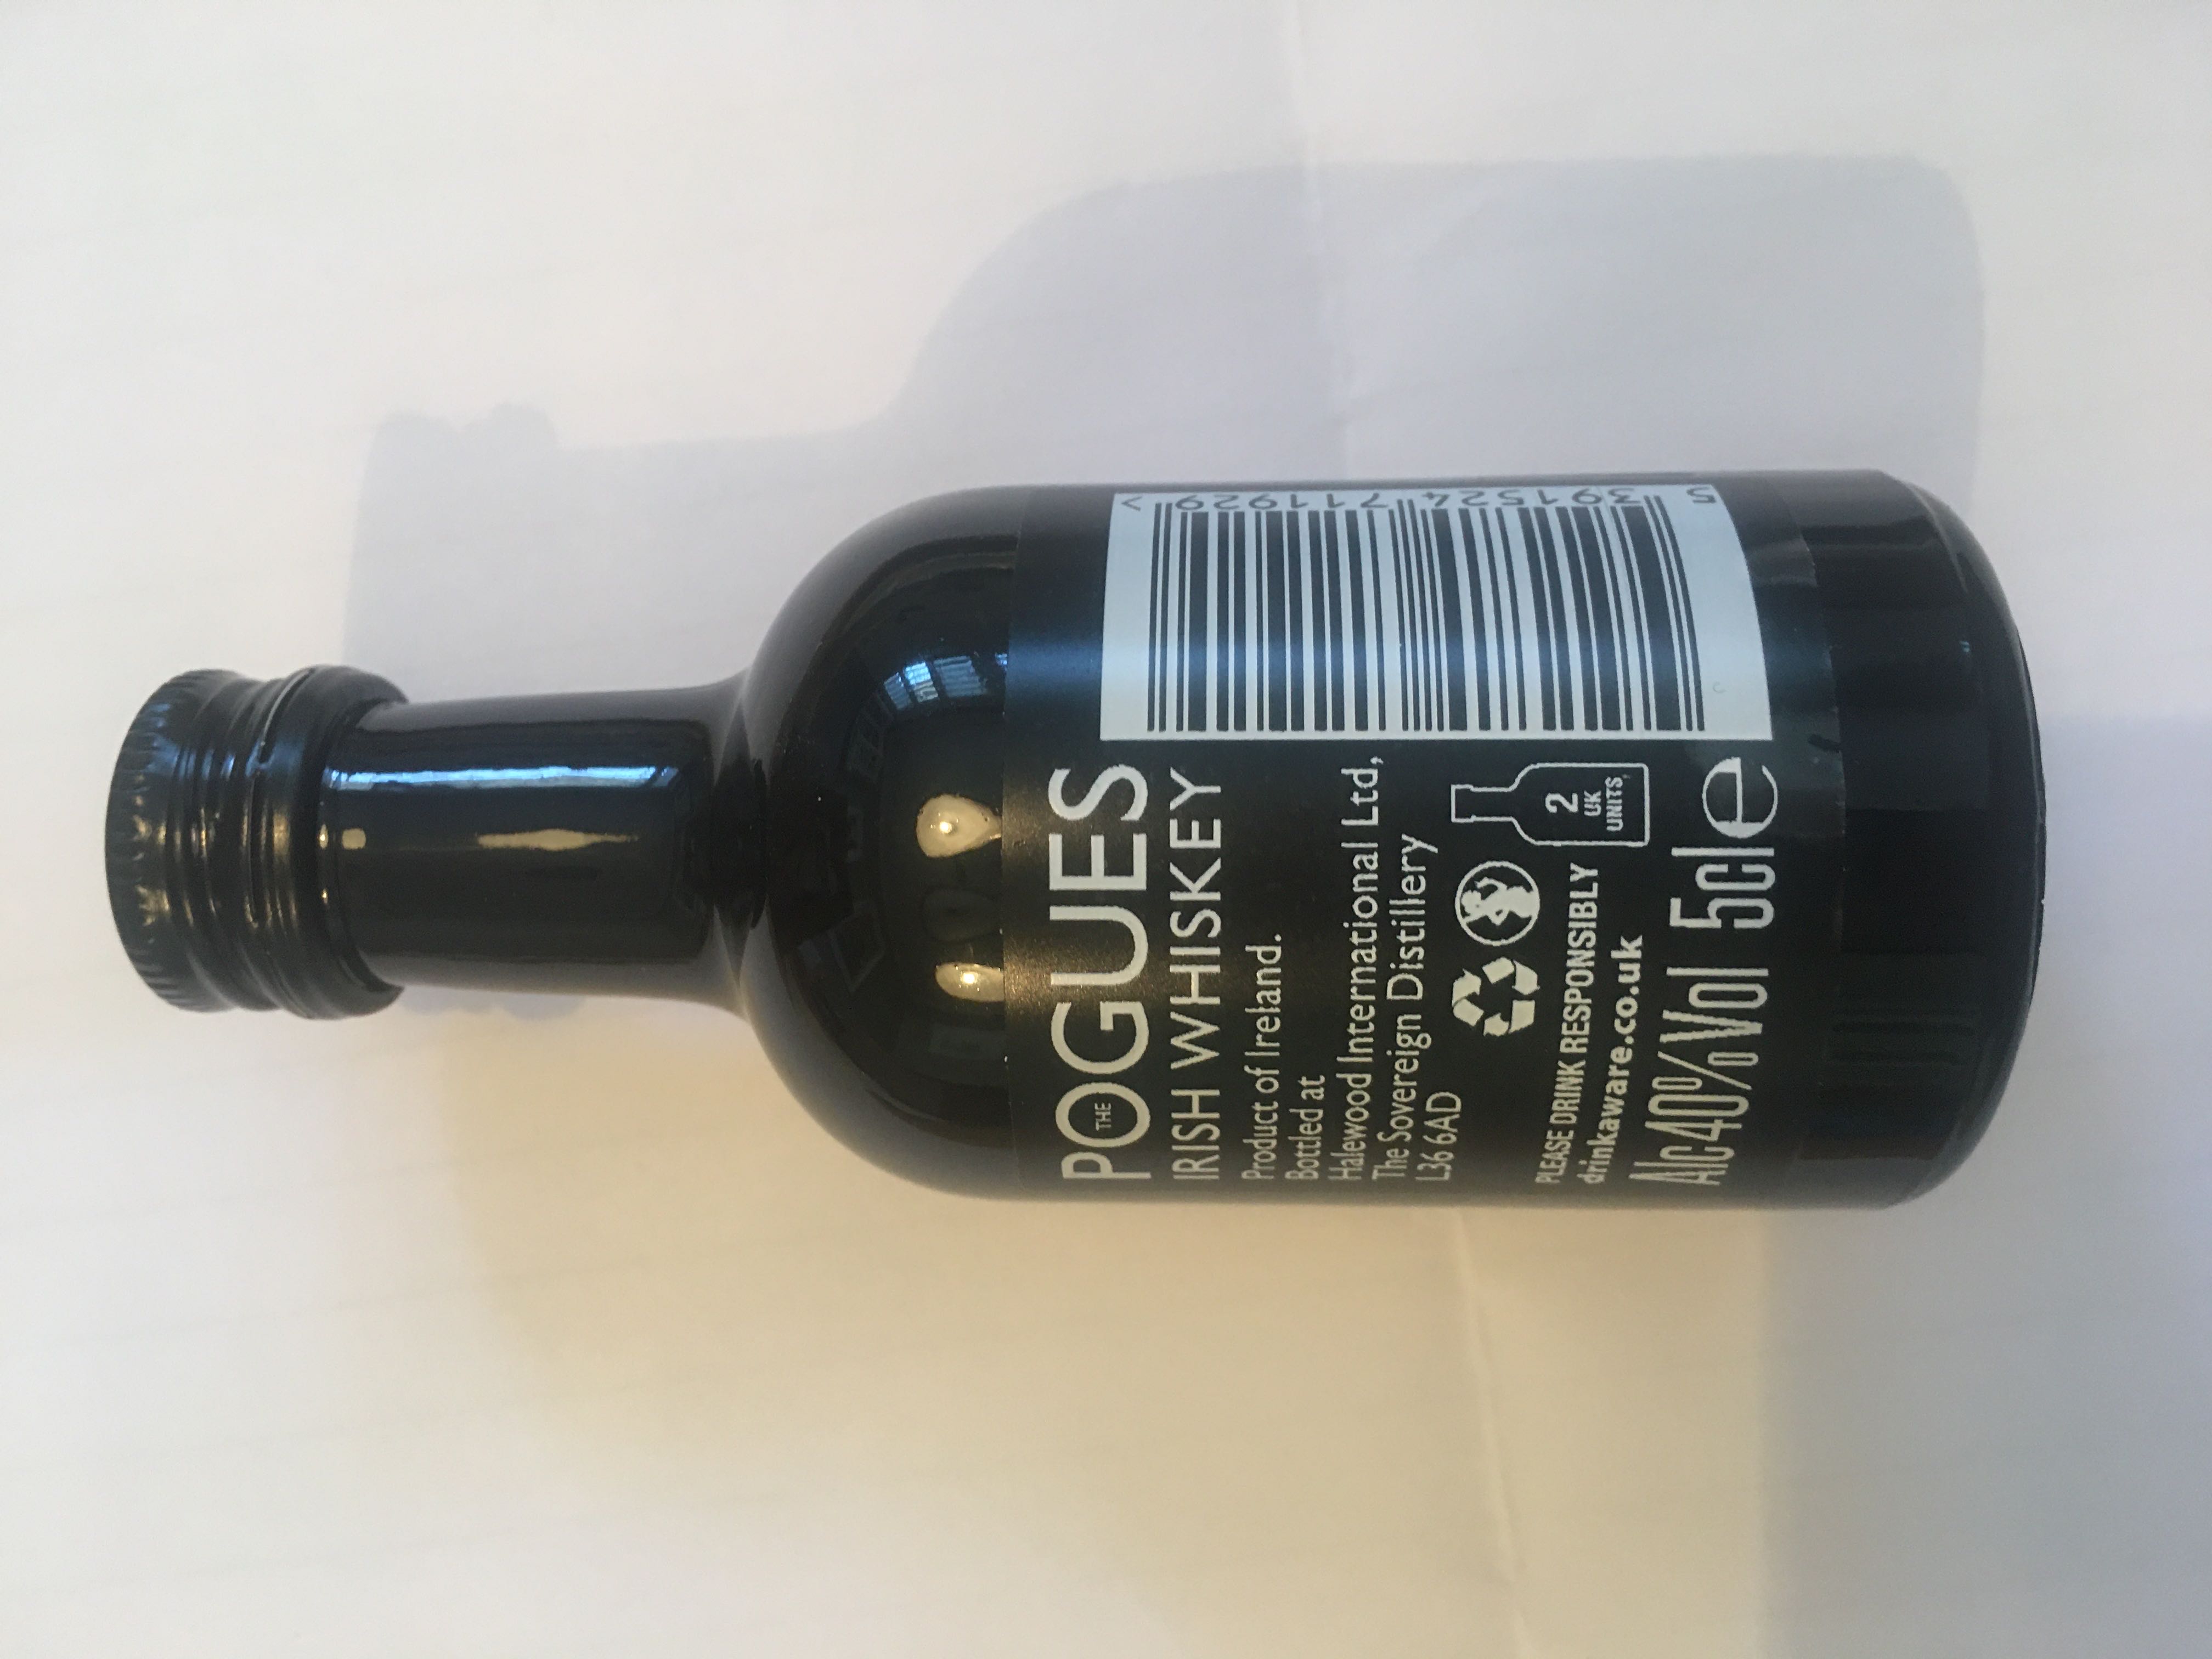 THE
POGUES
IRISH WHISKEY
Product of Ireland.
Bottled at
Halewood International Ltd,
The Sovereign Distillery
L36 6AD
2
UK
UNITS
PLEASE DRINK RESPONSIBLY
drinkaware.co.uk
Alc40%Vol 5cl e
5 391524 711929 >